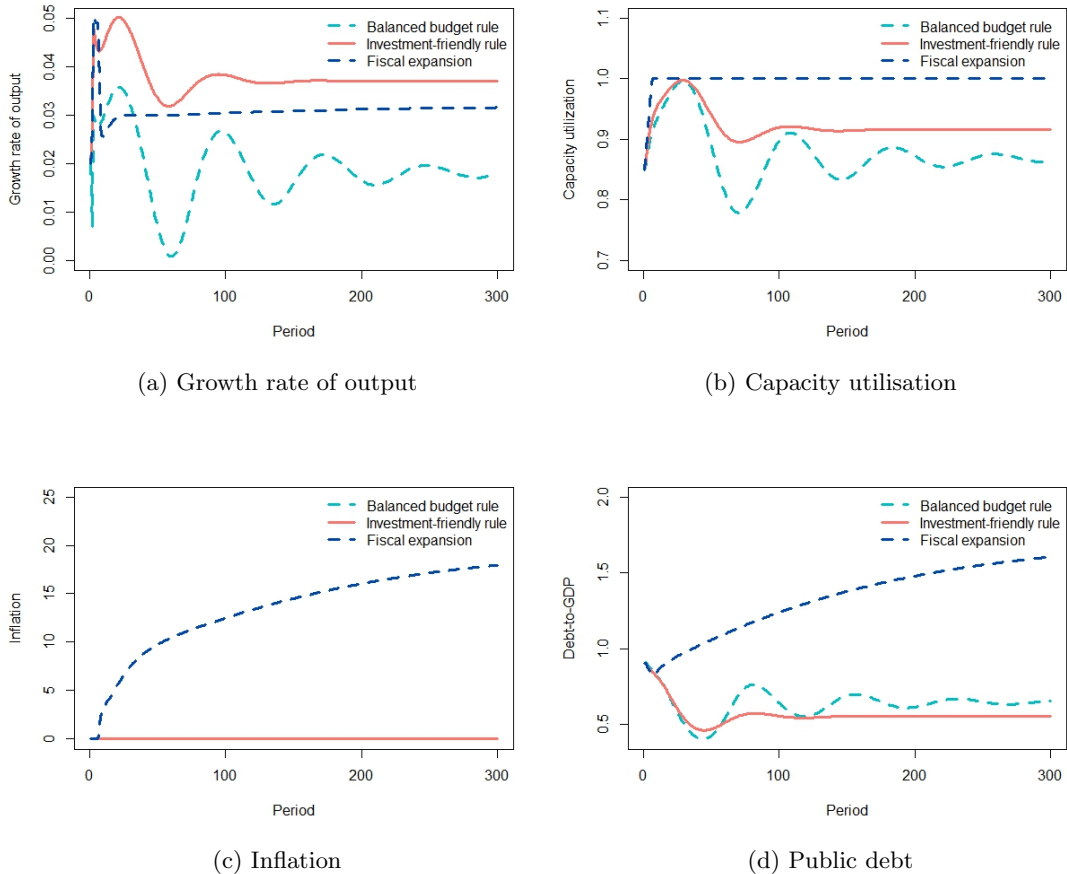 Growth rate of output
0.00
0.01
0.02
0.03
0.04
0.05
Balanced budget rule
Investment-friendly rule
Fiscal expansion
0
100
200
300
Period
(a) Growth rate of output
Capacity utilization
0.7
0.8
0.9
1.0
1.1
Balanced budget rule
Investment-friendly rule
Fiscal expansion
0
100
200
300
Period
(b) Capacity utilisation
Inflation
0
5
10
15
20
25
Balanced budget rule
Investment-friendly rule
Fiscal expansion
0
100
200
300
Period
(c) Inflation
Debt-to-GDP
0.5
1.0
1.5
2.0
Balanced budget rule
Investment-friendly rule
Fiscal expansion
0
100
200
300
Period
(d) Public debt